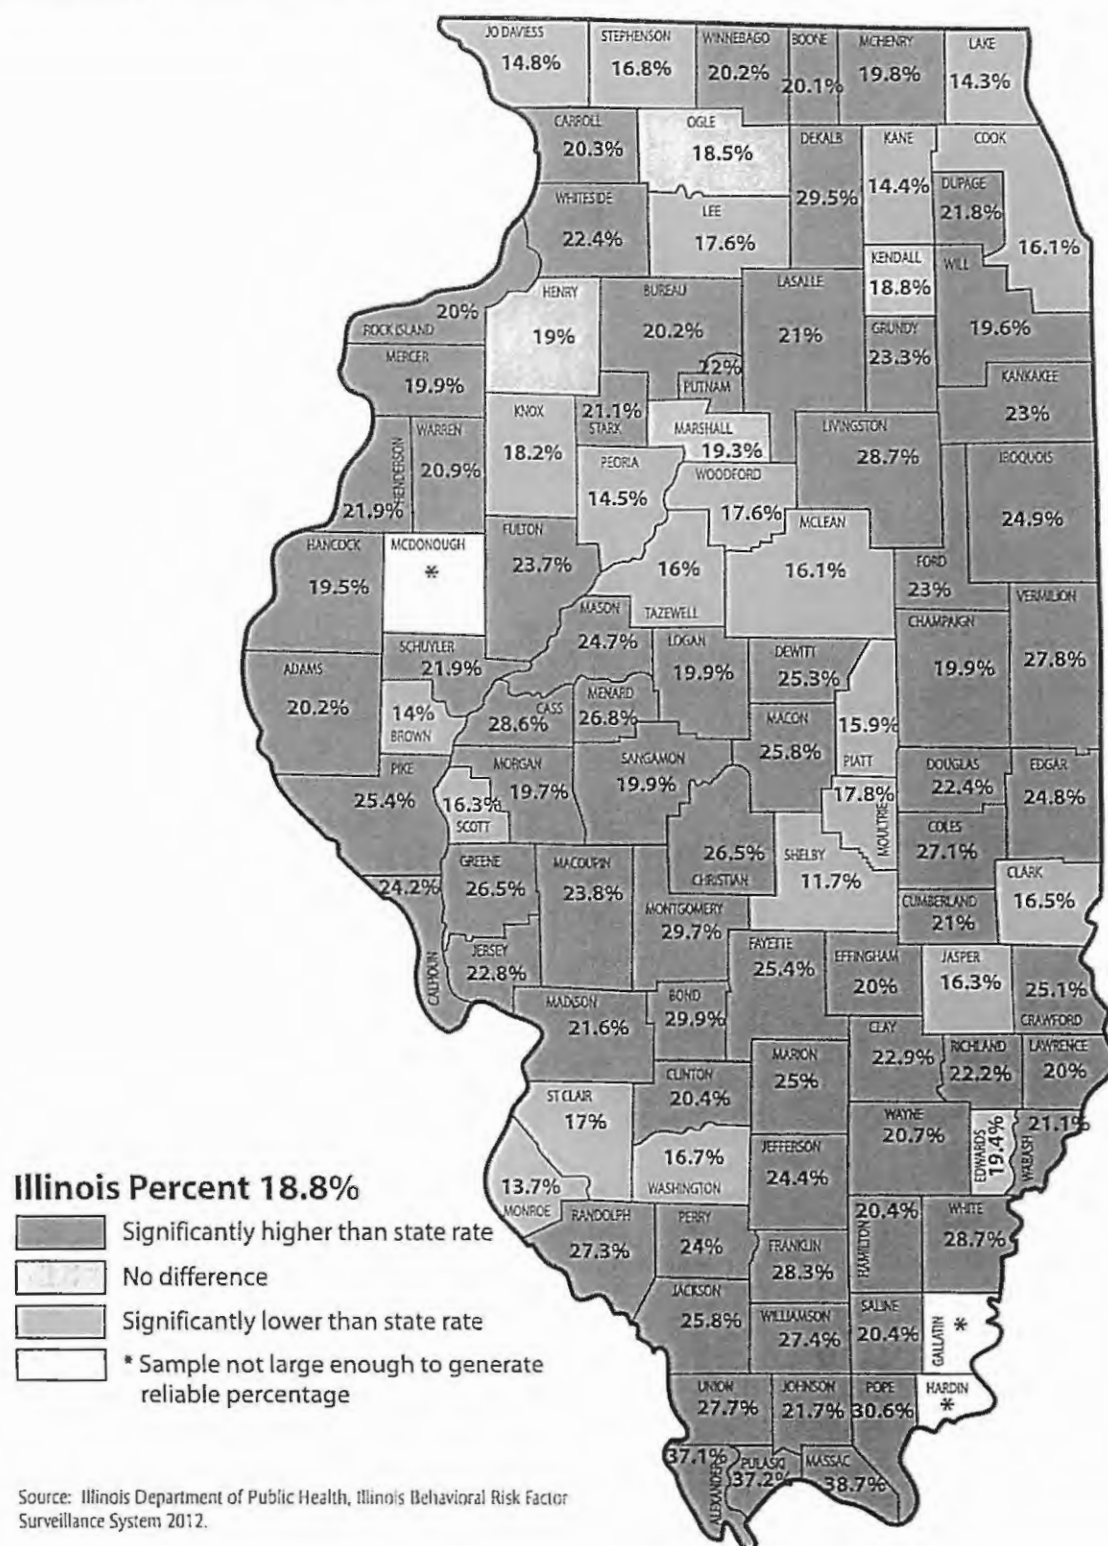 JO DAVIESS
14.8%
STEPHENSON
16.8%
WINNEBAGO
20.2%
BOONE
20.1%
MCHENRY
19.8%
LAKE
14.3%
CARROLL
20.3%
OGLE
18.5%
DEKALB
29.5%
KANE
14.4%
COOK
16.1%
DUPAGE
21.8%
WHITESIDE
22.4%
LEE
17.6%
KENDALL
18.8%
WILL
19.6%
20%
ROCK ISLAND
HENRY
19%
BUREAU
20.2%
LASALLE
21%
GRUNDY
23.3%
MERCER
19.9%
22%
PUTNAM
KANKAKEE
23%
KNOX
18.2%
21.1%
STARK
MARSHALL
19.3%
LIVINGSTON
28.7%
HENDERSON
21.9%
WARREN
20.9%
PEORIA
14.5%
WOODFORD
17.6%
IROQUOIS
24.9%
HANCOCK
19.5%
MCDONOUGH
*
FULTON
23.7%
16%
TAZEWELL
MCLEAN
16.1%
FORD
23%
VERMILION
27.8%
MASON
24.7%
LOGAN
19.9%
DEWITT
25.3%
CHAMPAIGN
19.9%
SCHUYLER
21.9%
ADAMS
20.2%
14%
BROWN
CASS
28.6%
MENARD
26.8%
MACON
25.8%
15.9%
PIATT
PIKE
25.4%
16.3%
SCOTT
MORGAN
19.7%
SANGAMON
19.9%
17.8%
MOULTRIE
DOUGLAS
22.4%
EDGAR
24.8%
26.5%
CHRISTIAN
SHELBY
11.7%
COLES
27.1%
CLARK
16.5%
24.2%
CALHOUN
GREENE
26.5%
MACOUPIN
23.8%
MONTGOMERY
29.7%
CUMBERLAND
21%
JERSEY
22.8%
FAYETTE
25.4%
EFFINGHAM
20%
JASPER
16.3%
25.1%
CRAWFORD
MADISON
21.6%
BOND
29.9%
CLAY
22.9%
RICHLAND
22.2%
LAWRENCE
20%
MARION
25%
CLINTON
20.4%
ST CLAIR
17%
WAYNE
20.7%
EDWARDS
19.4%
21.1%
WABASH
16.7%
WASHINGTON
JEFFERSON
24.4%
13.7%
MONROE
RANDOLPH
27.3%
PERRY
24%
FRANKLIN
28.3%
20.4%
HAMILTON
WHITE
28.7%
JACKSON
25.8%
WILLIAMSON
27.4%
SALINE
20.4%
GALLATIN
*
UNION
27.7%
JOHNSON
21.7%
POPE
30.6%
HARDIN
*
37.1%
ALEXANDER
PULASKI
37.2%
MASSAC
38.7%
Illinois Percent 18.8%
Significantly higher than state rate
No difference
Significantly lower than state rate
* Sample not large enough to generate
reliable percentage
Source: Illinois Department of Public Health, Illinois Behavioral Risk Factor
Surveillance System 2012.